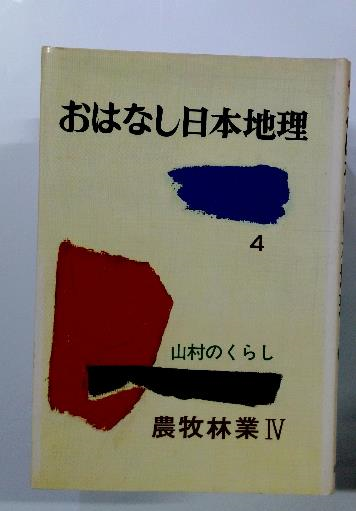 おはなし日本地理
4
山村のくらし
農牧林業Ⅳ